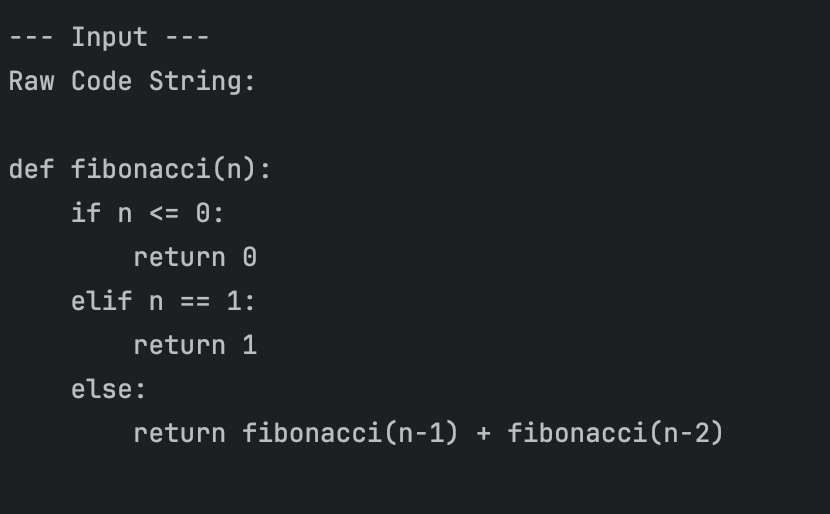 --- Input ---
Raw Code String:

def fibonacci(n):
    if n <= 0:
        return 0
    elif n == 1:
        return 1
    else:
        return fibonacci(n-1) + fibonacci(n-2)